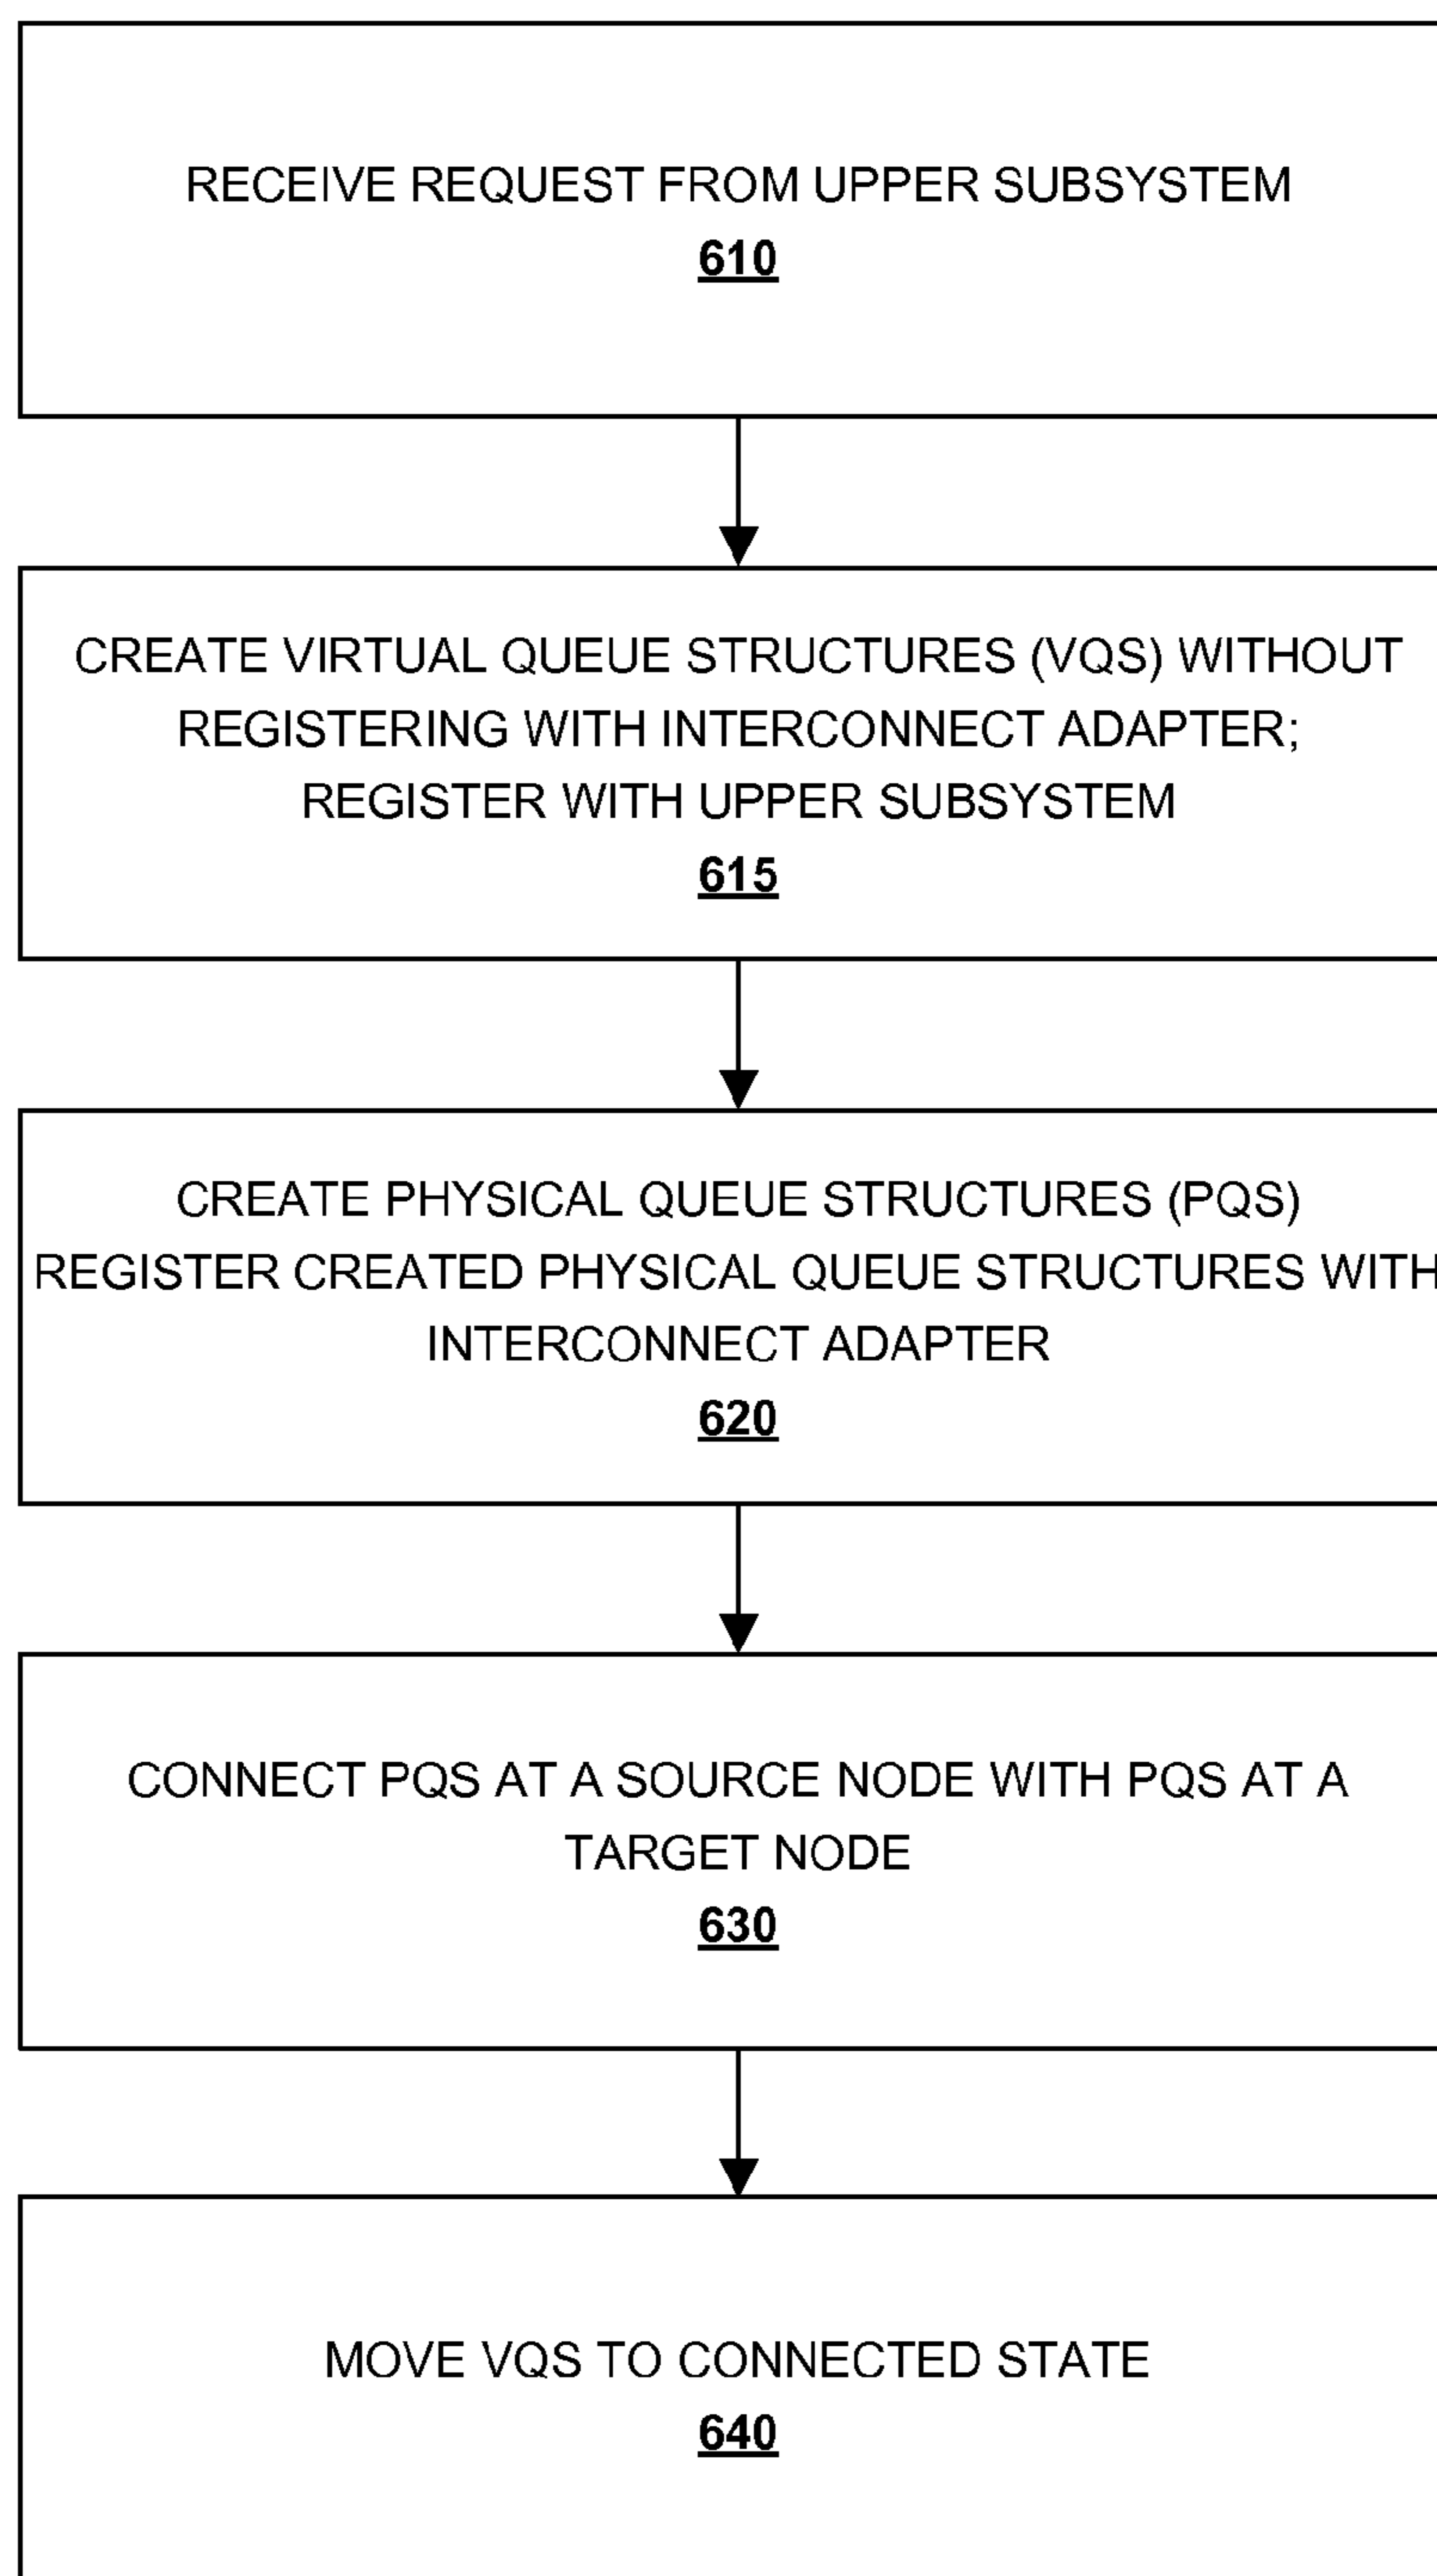 RECEIVE REQUEST FROM UPPER SUBSYSTEM
610
CREATE VIRTUAL QUEUE STRUCTURES (VQS) WITHOUT
REGISTERING WITH INTERCONNECT ADAPTER;
REGISTER WITH UPPER SUBSYSTEM
615
CREATE PHYSICAL QUEUE STRUCTURES (PQS)
REGISTER CREATED PHYSICAL QUEUE STRUCTURES WITH
INTERCONNECT ADAPTER
620
CONNECT PQS AT A SOURCE NODE WITH PQS AT A
TARGET NODE
630
MOVE VQS TO CONNECTED STATE
640